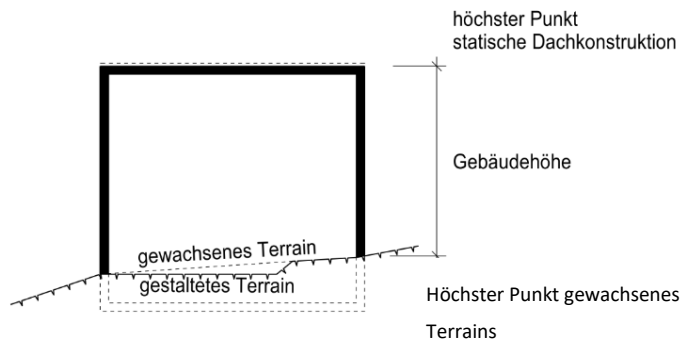 höchster Punkt
statische Dachkonstruktion
Gebäudehöhe
gewachsenes Terrain
gestaltetes Terrain
Höchster Punkt gewachsenes
Terrains